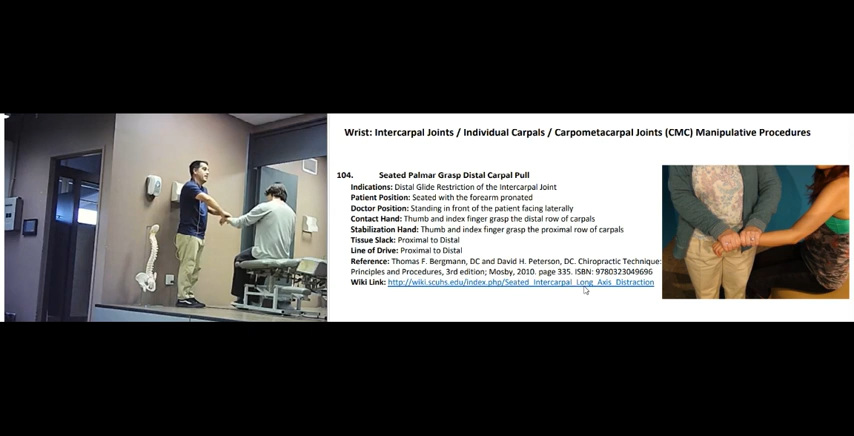 Wrist: Intercarpal Joints / Individual Carpals / Carpometacarpal Joints (CMC) Manipulative Procedures
104. Seated Palmar Grasp Distal Carpal Pull
Indications: Distal Glide Restriction of the Intercarpal Joint
Patient Position: Seated with the forearm pronated
Doctor Position: Standing in front of the patient facing laterally
Contact Hand: Thumb and index finger grasp the distal row of carpals
Stabilization Hand: Thumb and index finger grasp the proximal row of carpals
Tissue Slack: Proximal to Distal
Line of Drive: Proximal to Distal
Reference: Thomas F. Bergmann, DC and David H. Peterson, DC. Chiropractic Technique:
Principles and Procedures, 3rd edition; Mosby, 2010. page 335. ISBN: 9780323049696
Wiki Link: http://wiki.scuhs.edu/index.php/Seated_Intercarpal_Long_Axis_Distraction